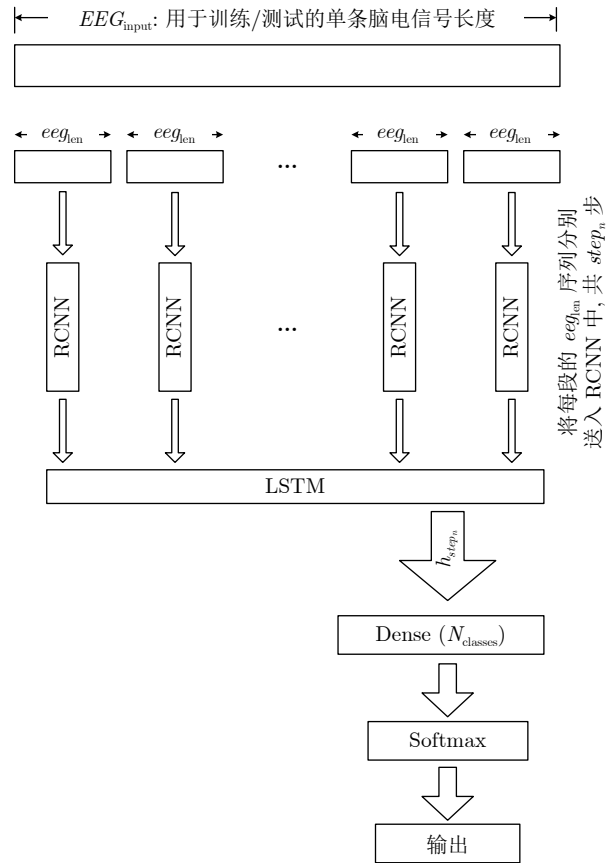 EEG_input: 用于训练/测试的单条脑电信号长度
eeg_len eeg_len ... eeg_len eeg_len
RCNN RCNN ... RCNN RCNN
将每段的 eeg_len 序列分别
送入 RCNN 中, 共 step_n 步
LSTM
h_step_n
Dense (N_classes)
Softmax
输出